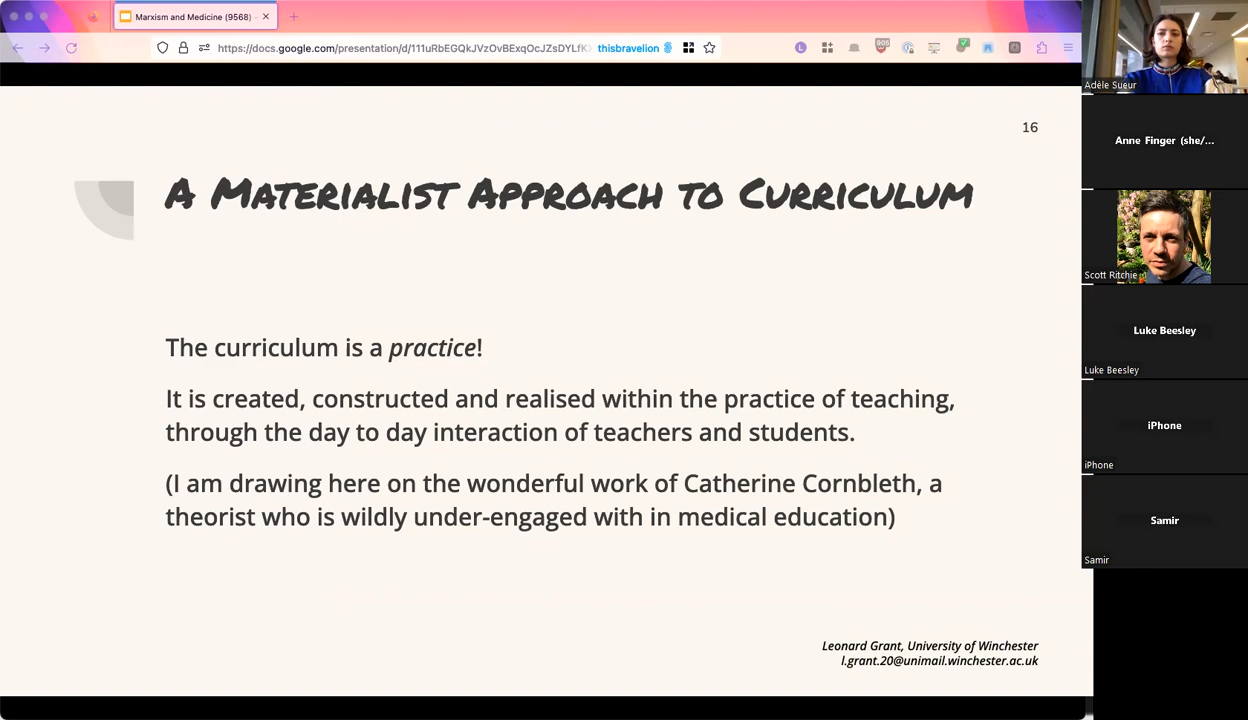 Marxism and Medicine (9568) -
https://docs.google.com/presentation/d/111uRbEGQkJVzOvBExqOcJZsDYLfK
thisbravelion
905
16
A Materialist Approach to Curriculum
The curriculum is a practice!
It is created, constructed and realised within the practice of teaching,
through the day to day interaction of teachers and students.
(I am drawing here on the wonderful work of Catherine Cornbleth, a
theorist who is wildly under-engaged with in medical education)
Leonard Grant, University of Winchester
l.grant.20@unimail.winchester.ac.uk
Adèle Sueur
Anne Finger (she/...
Scott Ritchie
Luke Beesley
Luke Beesley
iPhone
iPhone
Samir
Samir